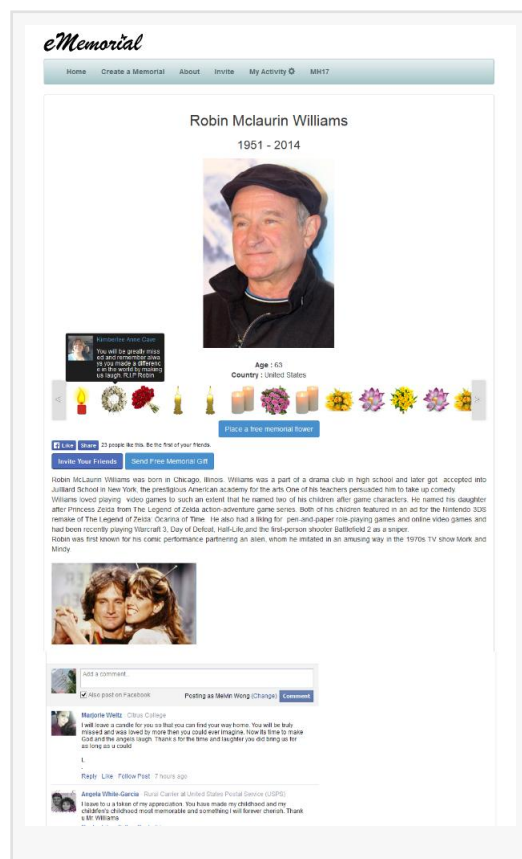 eMemorial
Home Create a Memorial About Invite My Activity MH17
Robin Mclaurin Williams
1951 - 2014
Kimberlee Anne Caier
You will be greatly miss
ed and remember alwa
ys you made a differenc
e in the world by making
us laugh. R.I.P Robin
Age : 63
Country : United States
< >
Place a free memorial flower
Like Share 23 people like this. Be the first of your friends.
Invite Your Friends Send Free Memorial Gift
Robin McLaurin Williams was born in Chicago, Illinois. Williams was a part of a drama club in high school and later got accepted into
Juilliard School in New York, the prestigious American academy for the arts One of his teachers persuaded him to take up comedy.
Williams loved playing video games to such an extent that he named two of his children after game characters. He named his daughter
after Princess Zelda from The Legend of Zelda action-adventure game series. Both of his children featured in an ad for the Nintendo 3DS
remake of The Legend of Zelda: Ocarina of Time. He also had a liking for pen-and-paper role-playing games and online video games and
had been recently playing Warcraft 3, Day of Defeat, Half-Life,and the first-person shooter Battlefield 2 as a sniper.
Robin was first known for his comic performance partnering an alien, whom he imitated in an amusing way in the 1970s TV show Mork and
Mindy.
Add a comment...
Also post on Facebook Posting as Melvin Wong (Change) Comment
Marjorie Weitz · Citrus College
I will leave a candle for you so that you can find your way home. You will be truly
missed and was loved by more then you could ever imagine. Now its time to make
God and the angels laugh. Thank s for the time and laughter you did bring us for
as long as u could
I.
.
Reply · Like · Follow Post · 7 hours ago
Angela White-Garcia · Rural Carrier at United States Postal Service (USPS)
I leave to u a token of my appreciation. You have made my childhood and my
childrfen's childhood most memorable and something I will forever cherish. Thank
s Mr. Williams